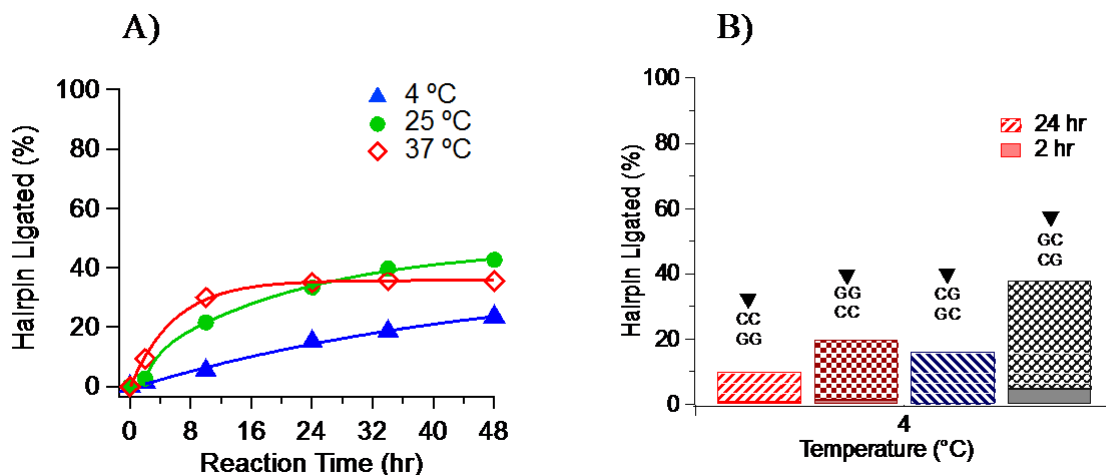 A)
100
80
60
40
20
0
Hairpin Ligated (%)
4 ºC
25 ºC
37 ºC
0 8 16 24 32 40 48
Reaction Time (hr)
B)
100
80
60
40
20
0
Hairpin Ligated (%)
24 hr
2 hr
CC
GG
GG
CC
CG
GC
GC
CG
4
Temperature (°C)